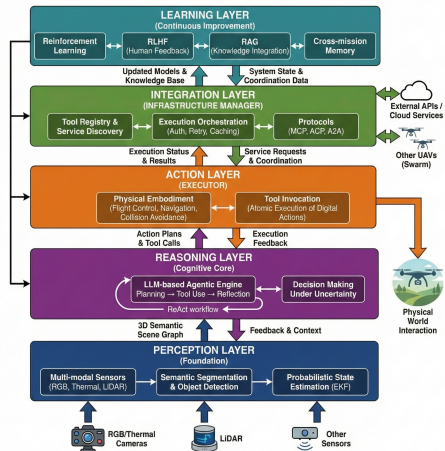 LEARNING LAYER
(Continuous Improvement)
Reinforcement
Learning
RLHF
(Human Feedback)
RAG
(Knowledge Integration)
Cross-mission
Memory
Updated Models &
Knowledge Base
System State &
Coordination Data
INTEGRATION LAYER
(INFRASTRUCTURE MANAGER)
Tool Registry &
Service Discovery
Execution Orchestration
(Auth, Retry, Caching)
Protocols
(MCP, ACP, A2A)
External APIs /
Cloud Services
Other UAVs
(Swarm)
Execution Status
& Results
Service Requests
& Coordination
ACTION LAYER
(EXECUTOR)
Physical Embodiment
(Flight Control, Navigation,
Collision Avoidance)
Tool Invocation
(Atomic Execution of Digital
Actions)
Action Plans
& Tool Calls
Execution
Feedback
REASONING LAYER
(Cognitive Core)
LLM-based Agentic Engine
Planning → Tool Use → Reflection
ReAct workflow
Decision Making
Under Uncertainty
Physical
World
Interaction
3D Semantic
Scene Graph
Feedback & Context
PERCEPTION LAYER
(Foundation)
Multi-modal Sensors
(RGB, Thermal, LiDAR)
Semantic Segmentation
& Object Detection
Probabilistic State
Estimation (EKF)
RGB/Thermal
Cameras
LiDAR
Other
Sensors